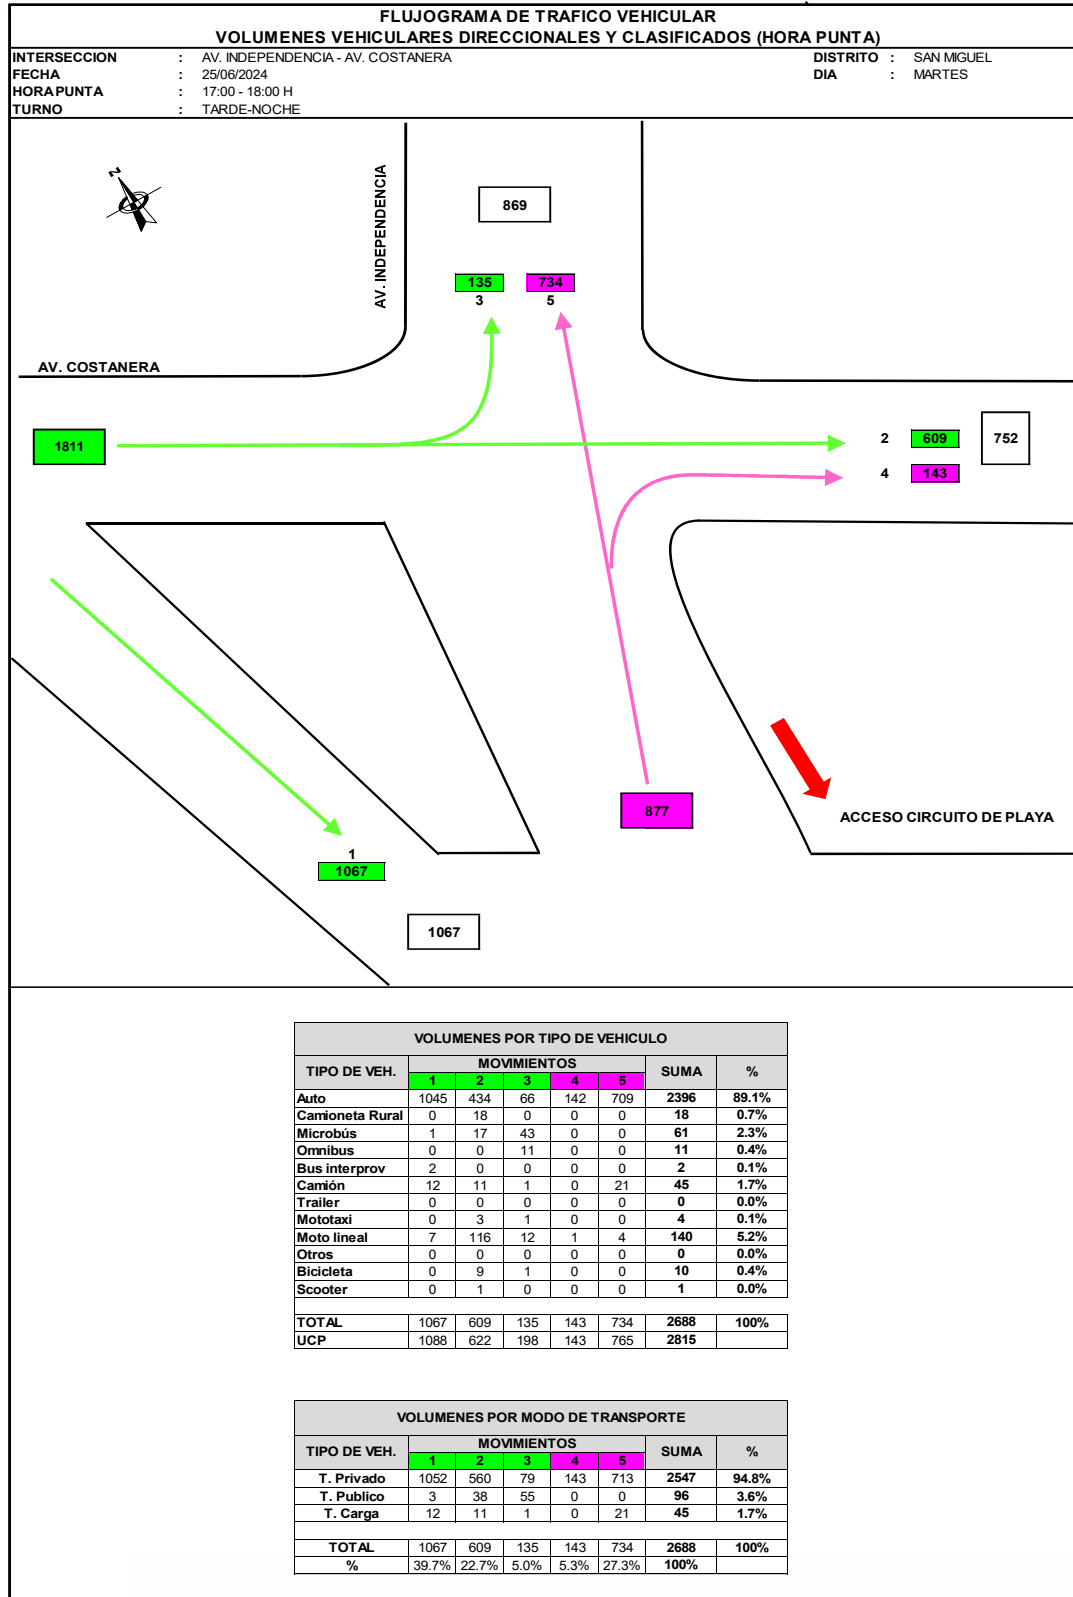 FLUJOGRAMA DE TRAFICO VEHICULAR
VOLUMENES VEHICULARES DIRECCIONALES Y CLASIFICADOS (HORA PUNTA)
INTERSECCION : AV. INDEPENDENCIA - AV. COSTANERA DISTRITO : SAN MIGUEL
FECHA : 25/06/2024 DIA : MARTES
HORA PUNTA : 17:00 - 18:00 H
TURNO : TARDE-NOCHE
N
AV. INDEPENDENCIA
869
135 734
3 5
AV. COSTANERA
1811
2 609 752
4 143
877
ACCESO CIRCUITO DE PLAYA
1
1067
1067
VOLUMENES POR TIPO DE VEHICULO
TIPO DE VEH. MOVIMIENTOS SUMA %
1 2 3 4 5
Auto 1045 434 66 142 709 2396 89.1%
Camioneta Rural 0 18 0 0 0 18 0.7%
Microbús 1 17 43 0 0 61 2.3%
Omnibus 0 0 11 0 0 11 0.4%
Bus interprov 2 0 0 0 0 2 0.1%
Camión 12 11 1 0 21 45 1.7%
Trailer 0 0 0 0 0 0 0.0%
Mototaxi 0 3 1 0 0 4 0.1%
Moto lineal 7 116 12 1 4 140 5.2%
Otros 0 0 0 0 0 0 0.0%
Bicicleta 0 9 1 0 0 10 0.4%
Scooter 0 1 0 0 0 1 0.0%
TOTAL 1067 609 135 143 734 2688 100%
UCP 1088 622 198 143 765 2815
VOLUMENES POR MODO DE TRANSPORTE
TIPO DE VEH. MOVIMIENTOS SUMA %
1 2 3 4 5
T. Privado 1052 560 79 143 713 2547 94.8%
T. Publico 3 38 55 0 0 96 3.6%
T. Carga 12 11 1 0 21 45 1.7%
TOTAL 1067 609 135 143 734 2688 100%
% 39.7% 22.7% 5.0% 5.3% 27.3% 100%